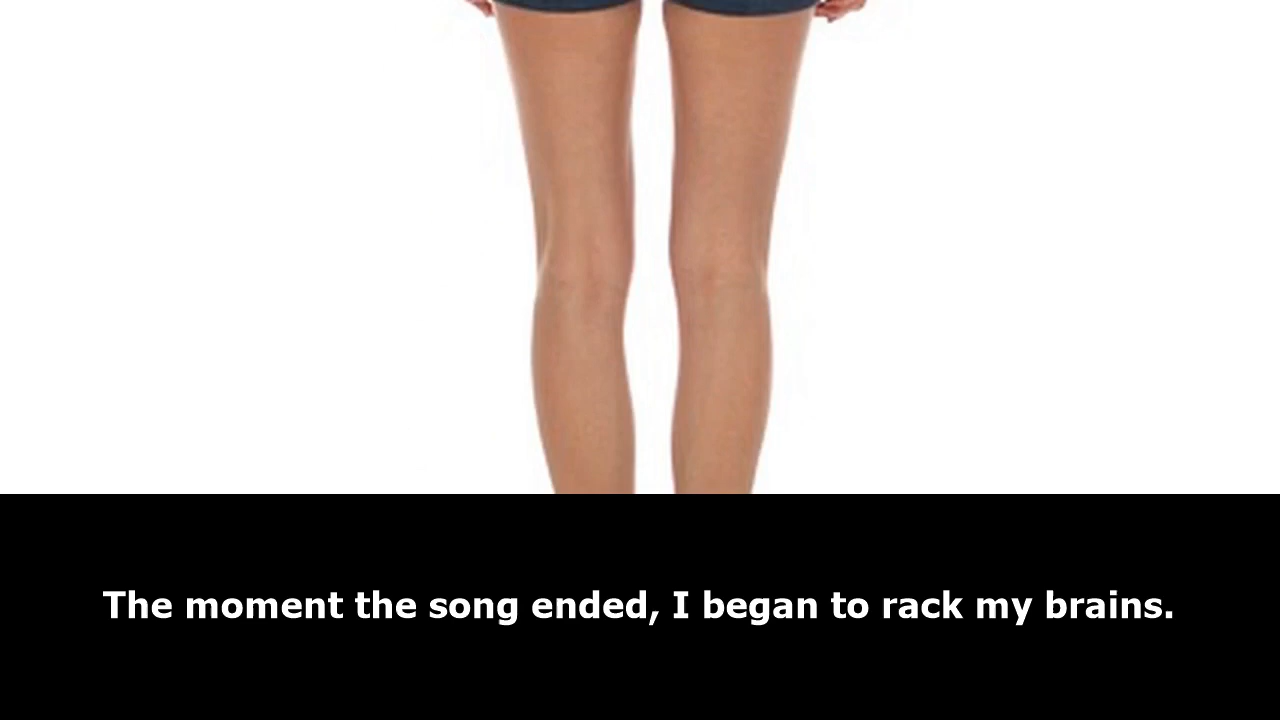 The moment the song ended, I began to rack my brains.